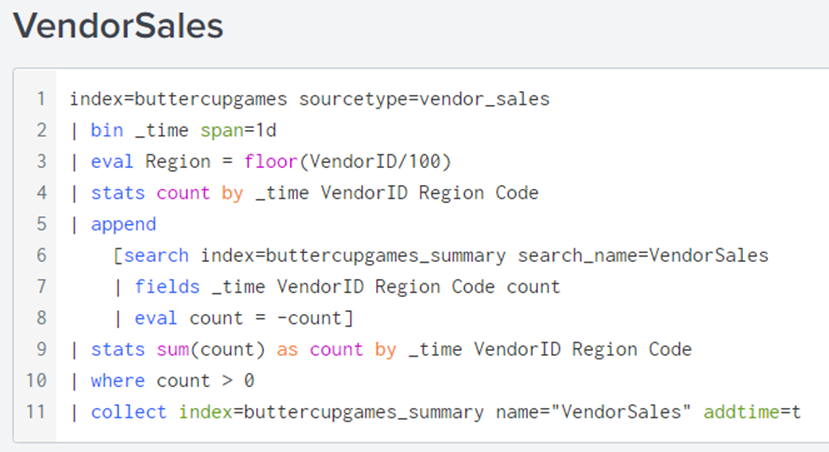 VendorSales
1 index=buttercupgames sourcetype=vendor_sales
2 | bin _time span=1d
3 | eval Region = floor(VendorID/100)
4 | stats count by _time VendorID Region Code
5 | append
6 [search index=buttercupgames_summary search_name=VendorSales
7 | fields _time VendorID Region Code count
8 | eval count = -count]
9 | stats sum(count) as count by _time VendorID Region Code
10 | where count > 0
11 | collect index=buttercupgames_summary name="VendorSales" addtime=t